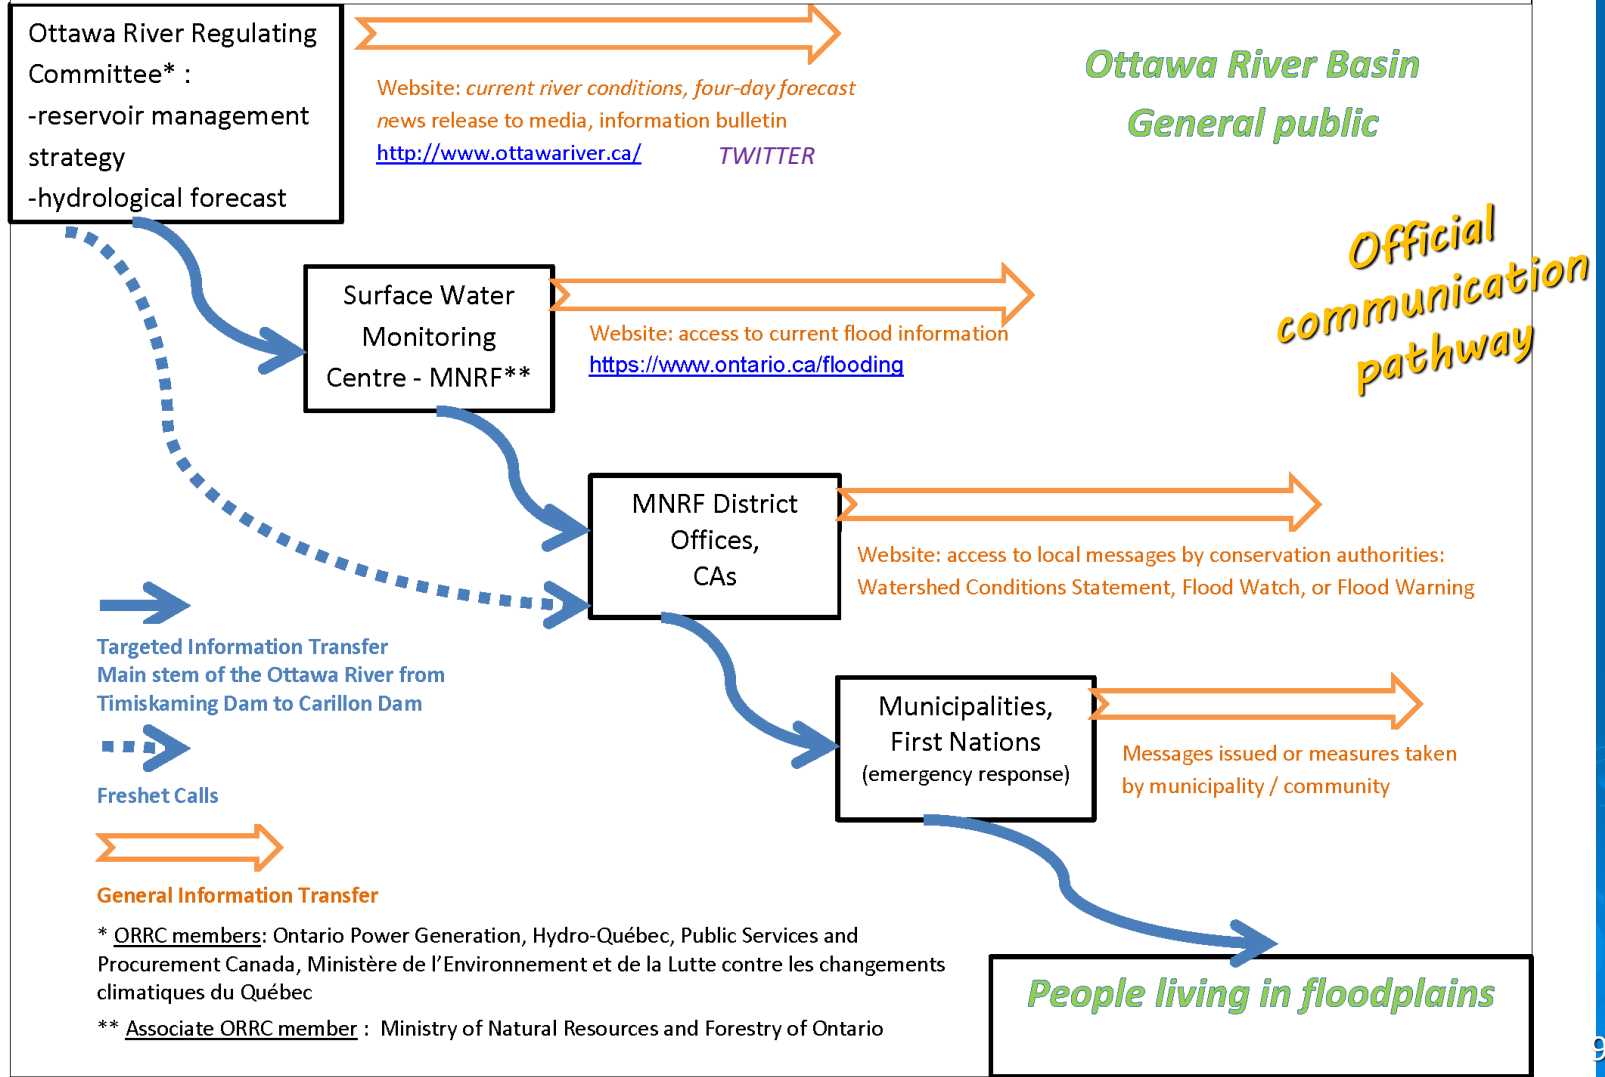 Ottawa River Regulating
Committee* :
-reservoir management
strategy
-hydrological forecast
Website: current river conditions, four-day forecast
news release to media, information bulletin
http://www.ottawariver.ca/ TWITTER
Ottawa River Basin
General public
Official
communication
pathway
Surface Water
Monitoring
Centre - MNRF**
Website: access to current flood information
https://www.ontario.ca/flooding
MNRF District
Offices,
CAs
Website: access to local messages by conservation authorities:
Watershed Conditions Statement, Flood Watch, or Flood Warning
Targeted Information Transfer
Main stem of the Ottawa River from
Timiskaming Dam to Carillon Dam
Freshet Calls
General Information Transfer
Municipalities,
First Nations
(emergency response)
Messages issued or measures taken
by municipality / community
* ORRC members: Ontario Power Generation, Hydro-Québec, Public Services and
Procurement Canada, Ministère de l’Environnement et de la Lutte contre les changements
climatiques du Québec
** Associate ORRC member : Ministry of Natural Resources and Forestry of Ontario
People living in floodplains
9